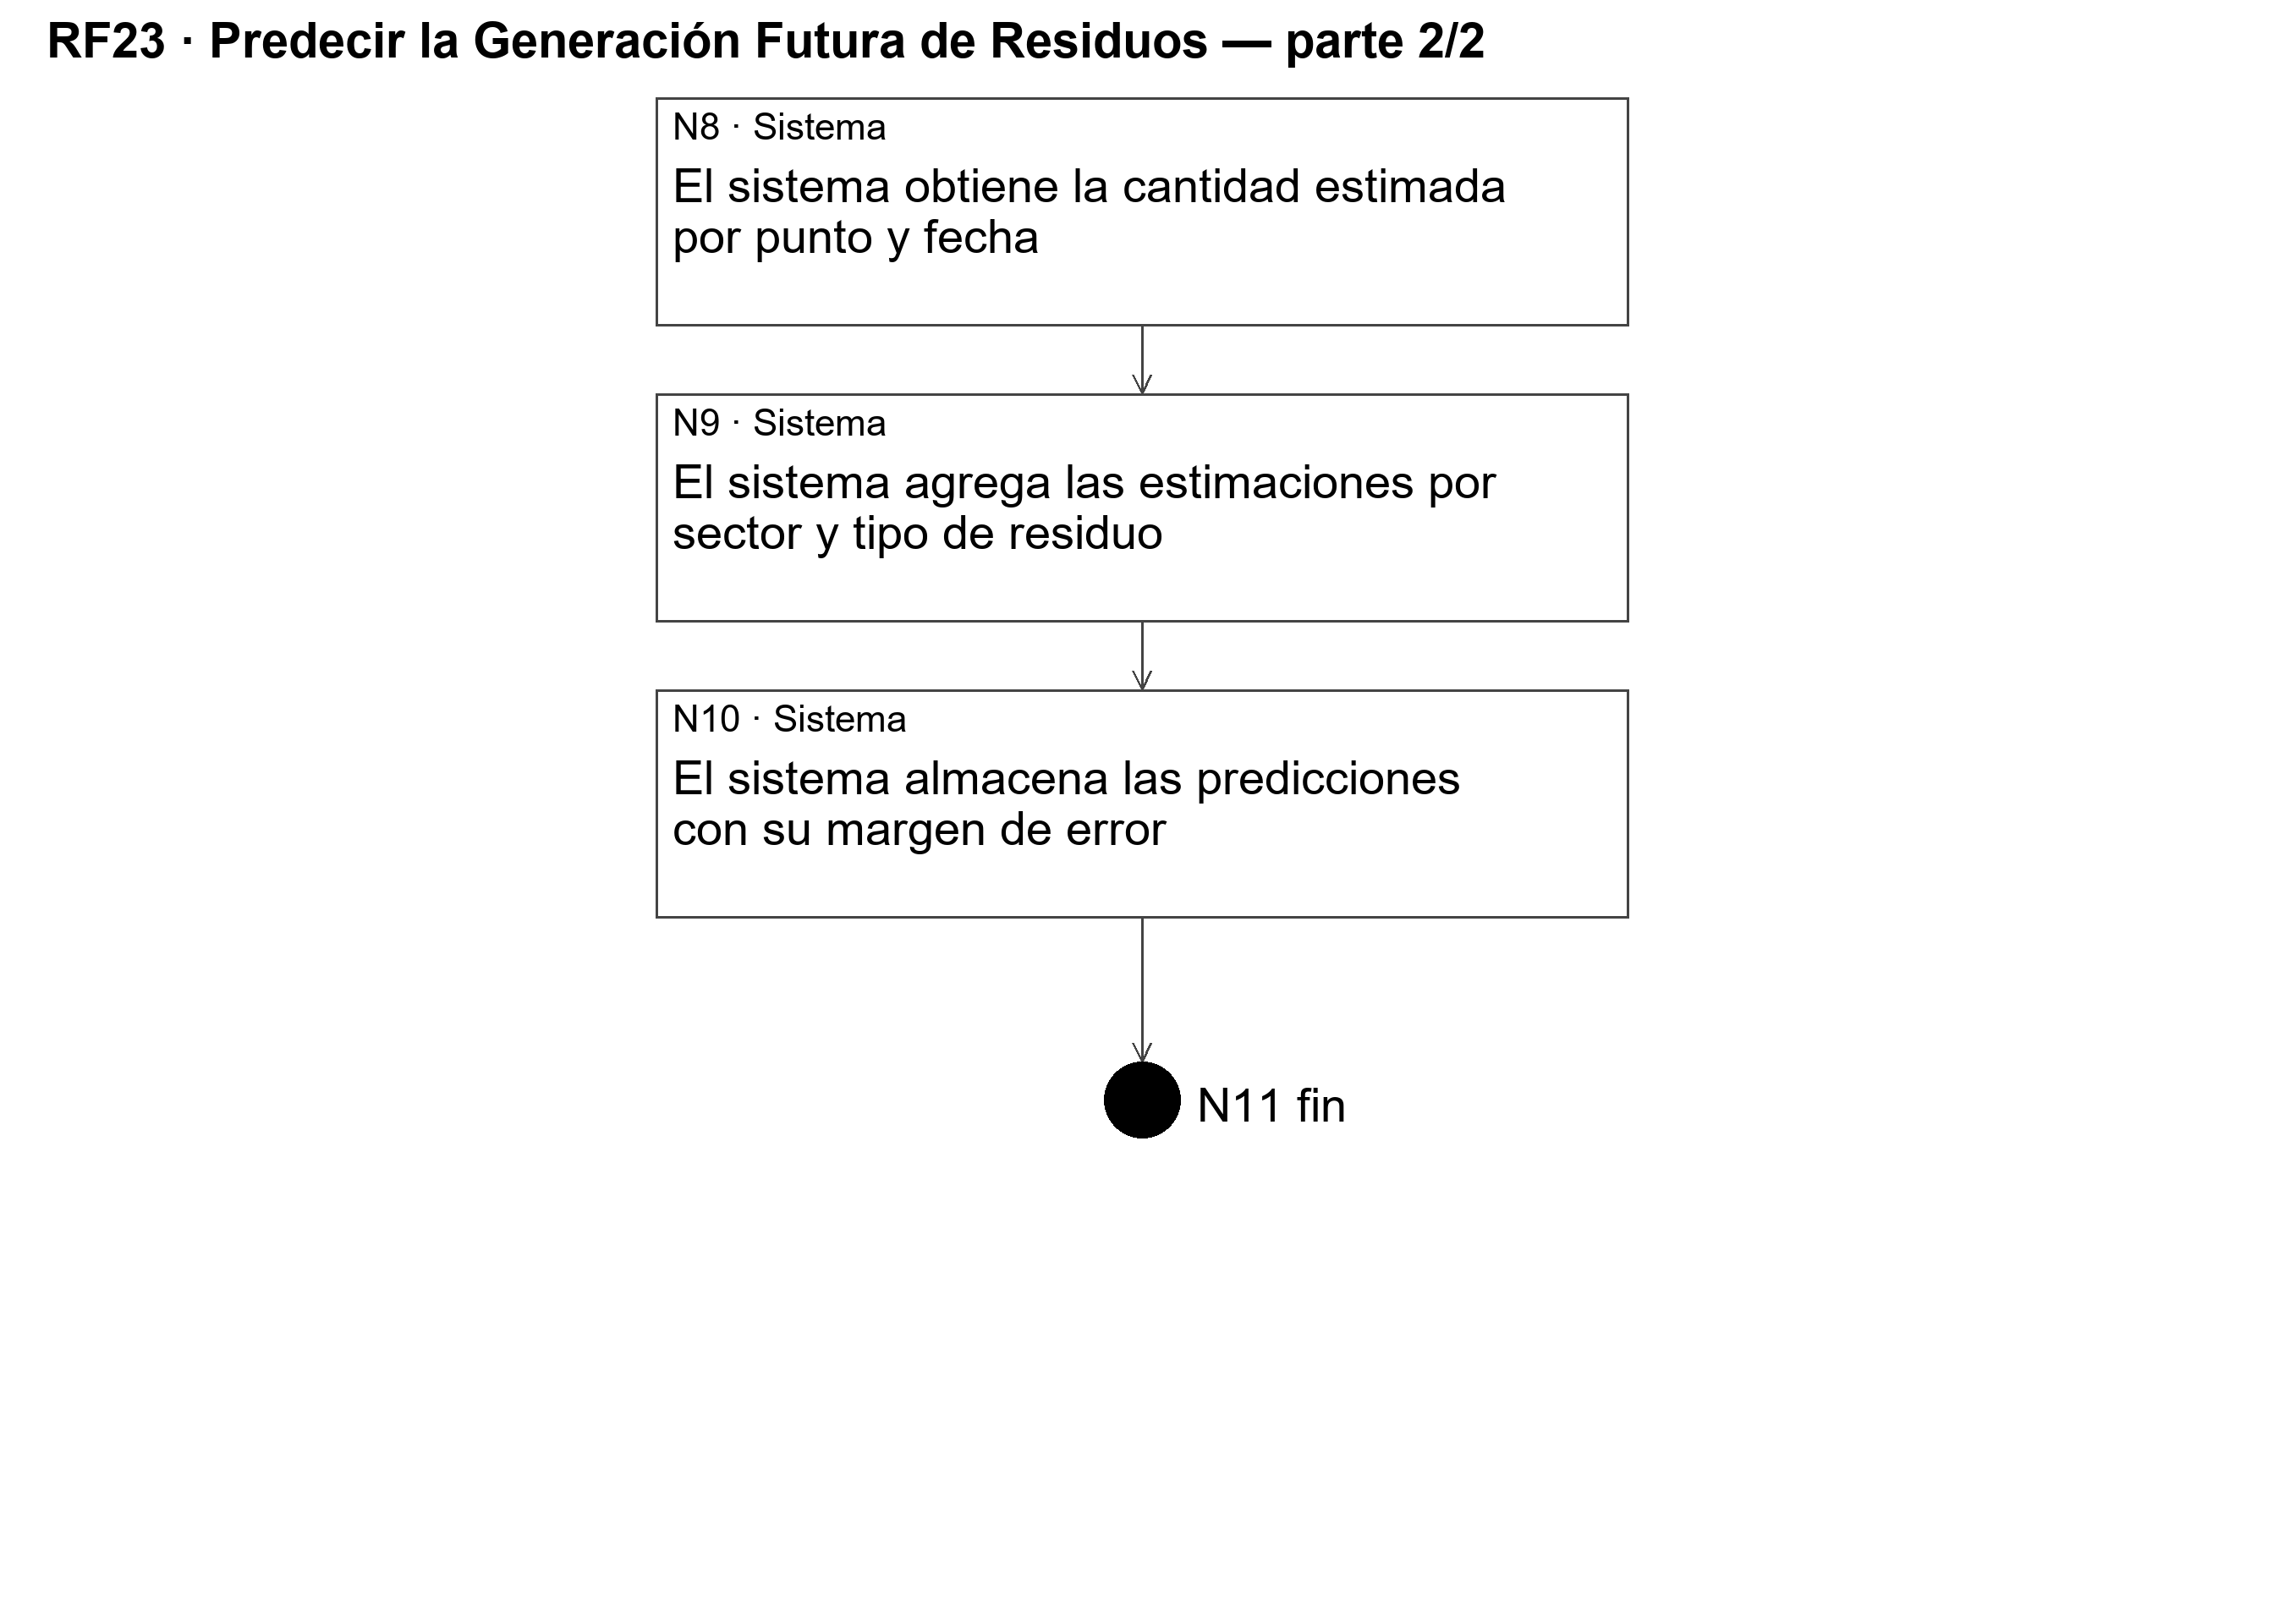 RF23 · Predecir la Generación Futura de Residuos — parte 2/2
N8 · Sistema
El sistema obtiene la cantidad estimada
por punto y fecha
N9 · Sistema
El sistema agrega las estimaciones por
sector y tipo de residuo
N10 · Sistema
El sistema almacena las predicciones
con su margen de error
N11 fin